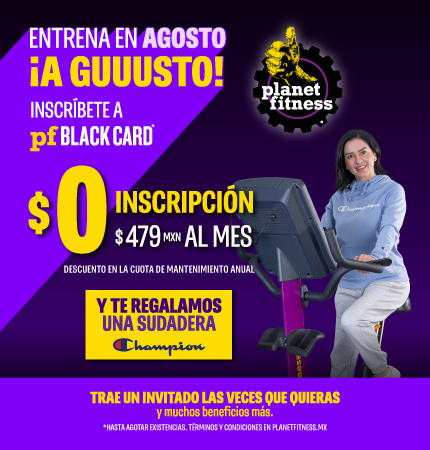 ENTRENA EN AGOSTO
¡A GUUUSTO!
INSCRÍBETE A
pf BLACK CARD®
planet
fitness®
$0 INSCRIPCIÓN
$479 MXN AL MES
DESCUENTO EN LA CUOTA DE MANTENIMIENTO ANUAL
Champion
Y TE REGALAMOS
UNA SUDADERA
Champion
TRAE UN INVITADO LAS VECES QUE QUIERAS
y muchos beneficios más.
*HASTA AGOTAR EXISTENCIAS. TÉRMINOS Y CONDICIONES EN PLANETFITNESS.MX